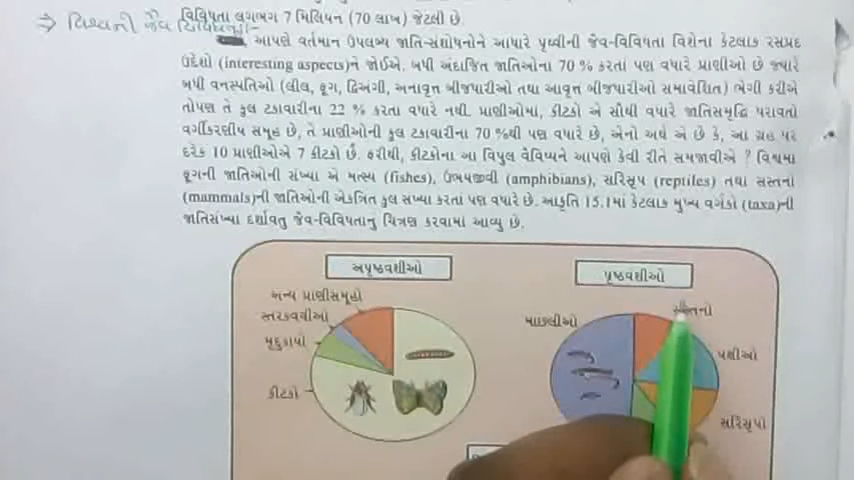 વિવિધતા લગભગ 7 મિલિયન (70 લાખ) જેટલી છે.
⇒ વિશ્વની જૈવ વિવિધતા:-
આપણે વર્તમાન ઉપલબ્ધ જાતિ-સંશોધનોને આધારે પૃથ્વીની જૈવ-વિવિધતા વિશેના કેટલાક રસપ્રદ
ઉદેશો (interesting aspects)ને જોઈએ. બધી અંદાજિત જાતિઓના 70 % કરતાં પણ વધારે પ્રાણીઓ છે જ્યારે
બધી વનસ્પતિઓ (લીલ, ફૂગ, દ્વિઅંગી, અનાવૃત્ત બીજધારીઓ તથા આવૃત્ત બીજધારીઓ સમાવેશિત) ભેગી કરીએ
તોપણ તે કુલ ટકાવારીના 22 % કરતા વધારે નથી. પ્રાણીઓમાં, કીટકો એ સૌથી વધારે જાતિસમૃદ્ધિ ધરાવતો
વર્ગીકરણીય સમૂહ છે, તે પ્રાણીઓની કુલ ટકાવારીના 70 %થી પણ વધારે છે, એનો અર્થ એ છે કે, આ ગ્રહ પર
દરેક 10 પ્રાણીઓએ 7 કીટકો છે. ફરીથી, કીટકોના આ વિપુલ વૈવિધ્યને આપણે કેવી રીતે સમજાવીએ ? વિશ્વમાં
ફૂગની જાતિઓની સંખ્યા એ મત્સ્ય (fishes), ઉભયજીવી (amphibians), સરિસૃપ (reptiles) તથા સસ્તનો
(mammals)ની જાતિઓની એકત્રિત કુલ સંખ્યા કરતા પણ વધારે છે. આકૃતિ 15.1માં કેટલાક મુખ્ય વર્ગકો (taxa)ની
જાતિસંખ્યા દર્શાવતુ જૈવ-વિવિધતાનું ચિત્રણ કરવામાં આવ્યુ છે.
અપૃષ્ઠવંશીઓ
પૃષ્ઠવંશીઓ
અન્ય પ્રાણીસમૂહો
સ્તરકવચીઓ
મૃદુકાયો
કીટકો
માછલીઓ
સસ્તનો
પક્ષીઓ
સરિસૃપો